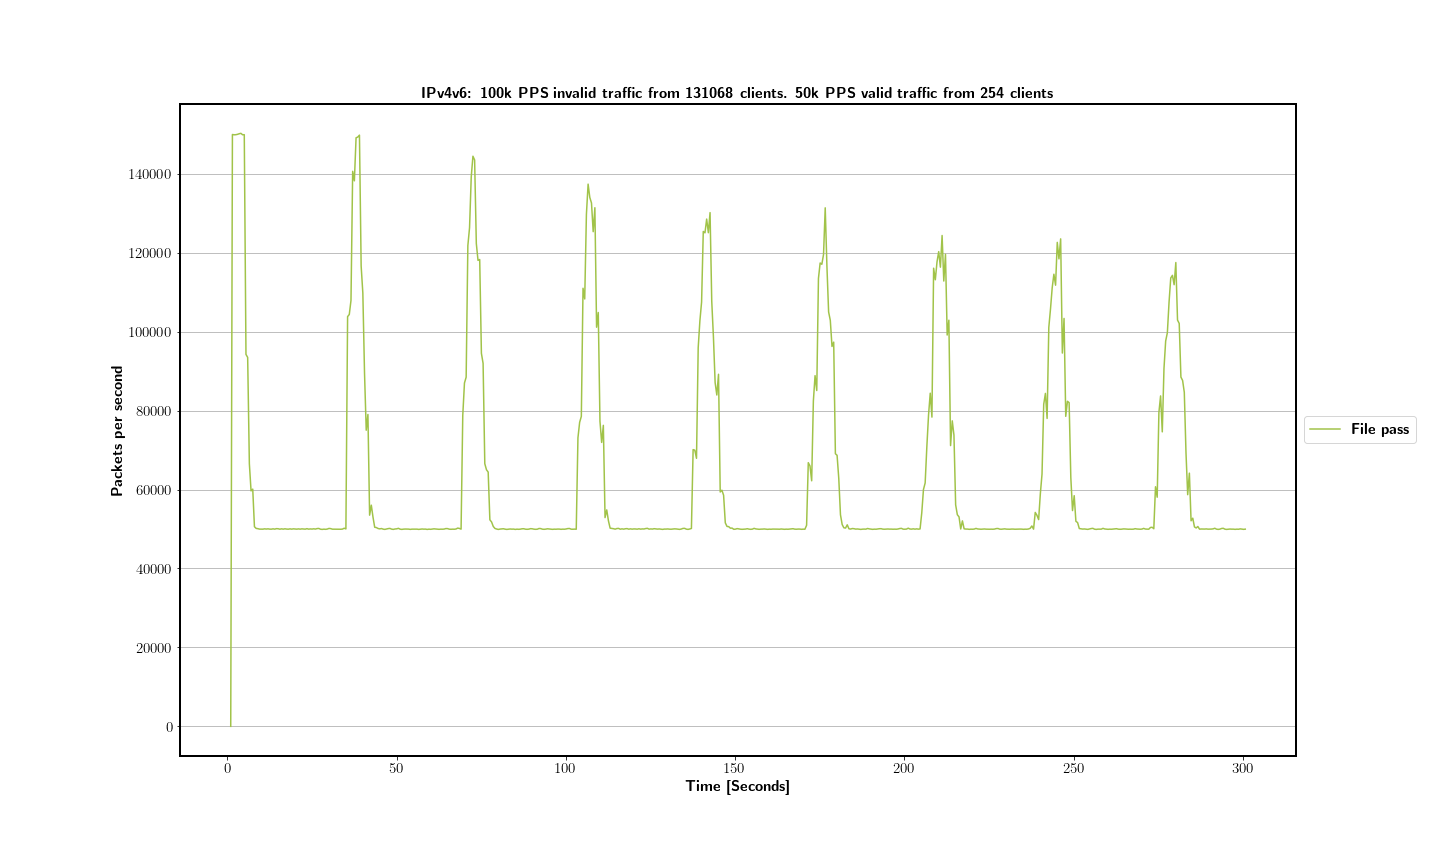 IPv4v6: 100k PPS invalid traffic from 131068 clients. 50k PPS valid traffic from 254 clients
Packets per second
140000
120000
100000
80000
60000
40000
20000
0
0 50 100 150 200 250 300
Time [Seconds]
File pass